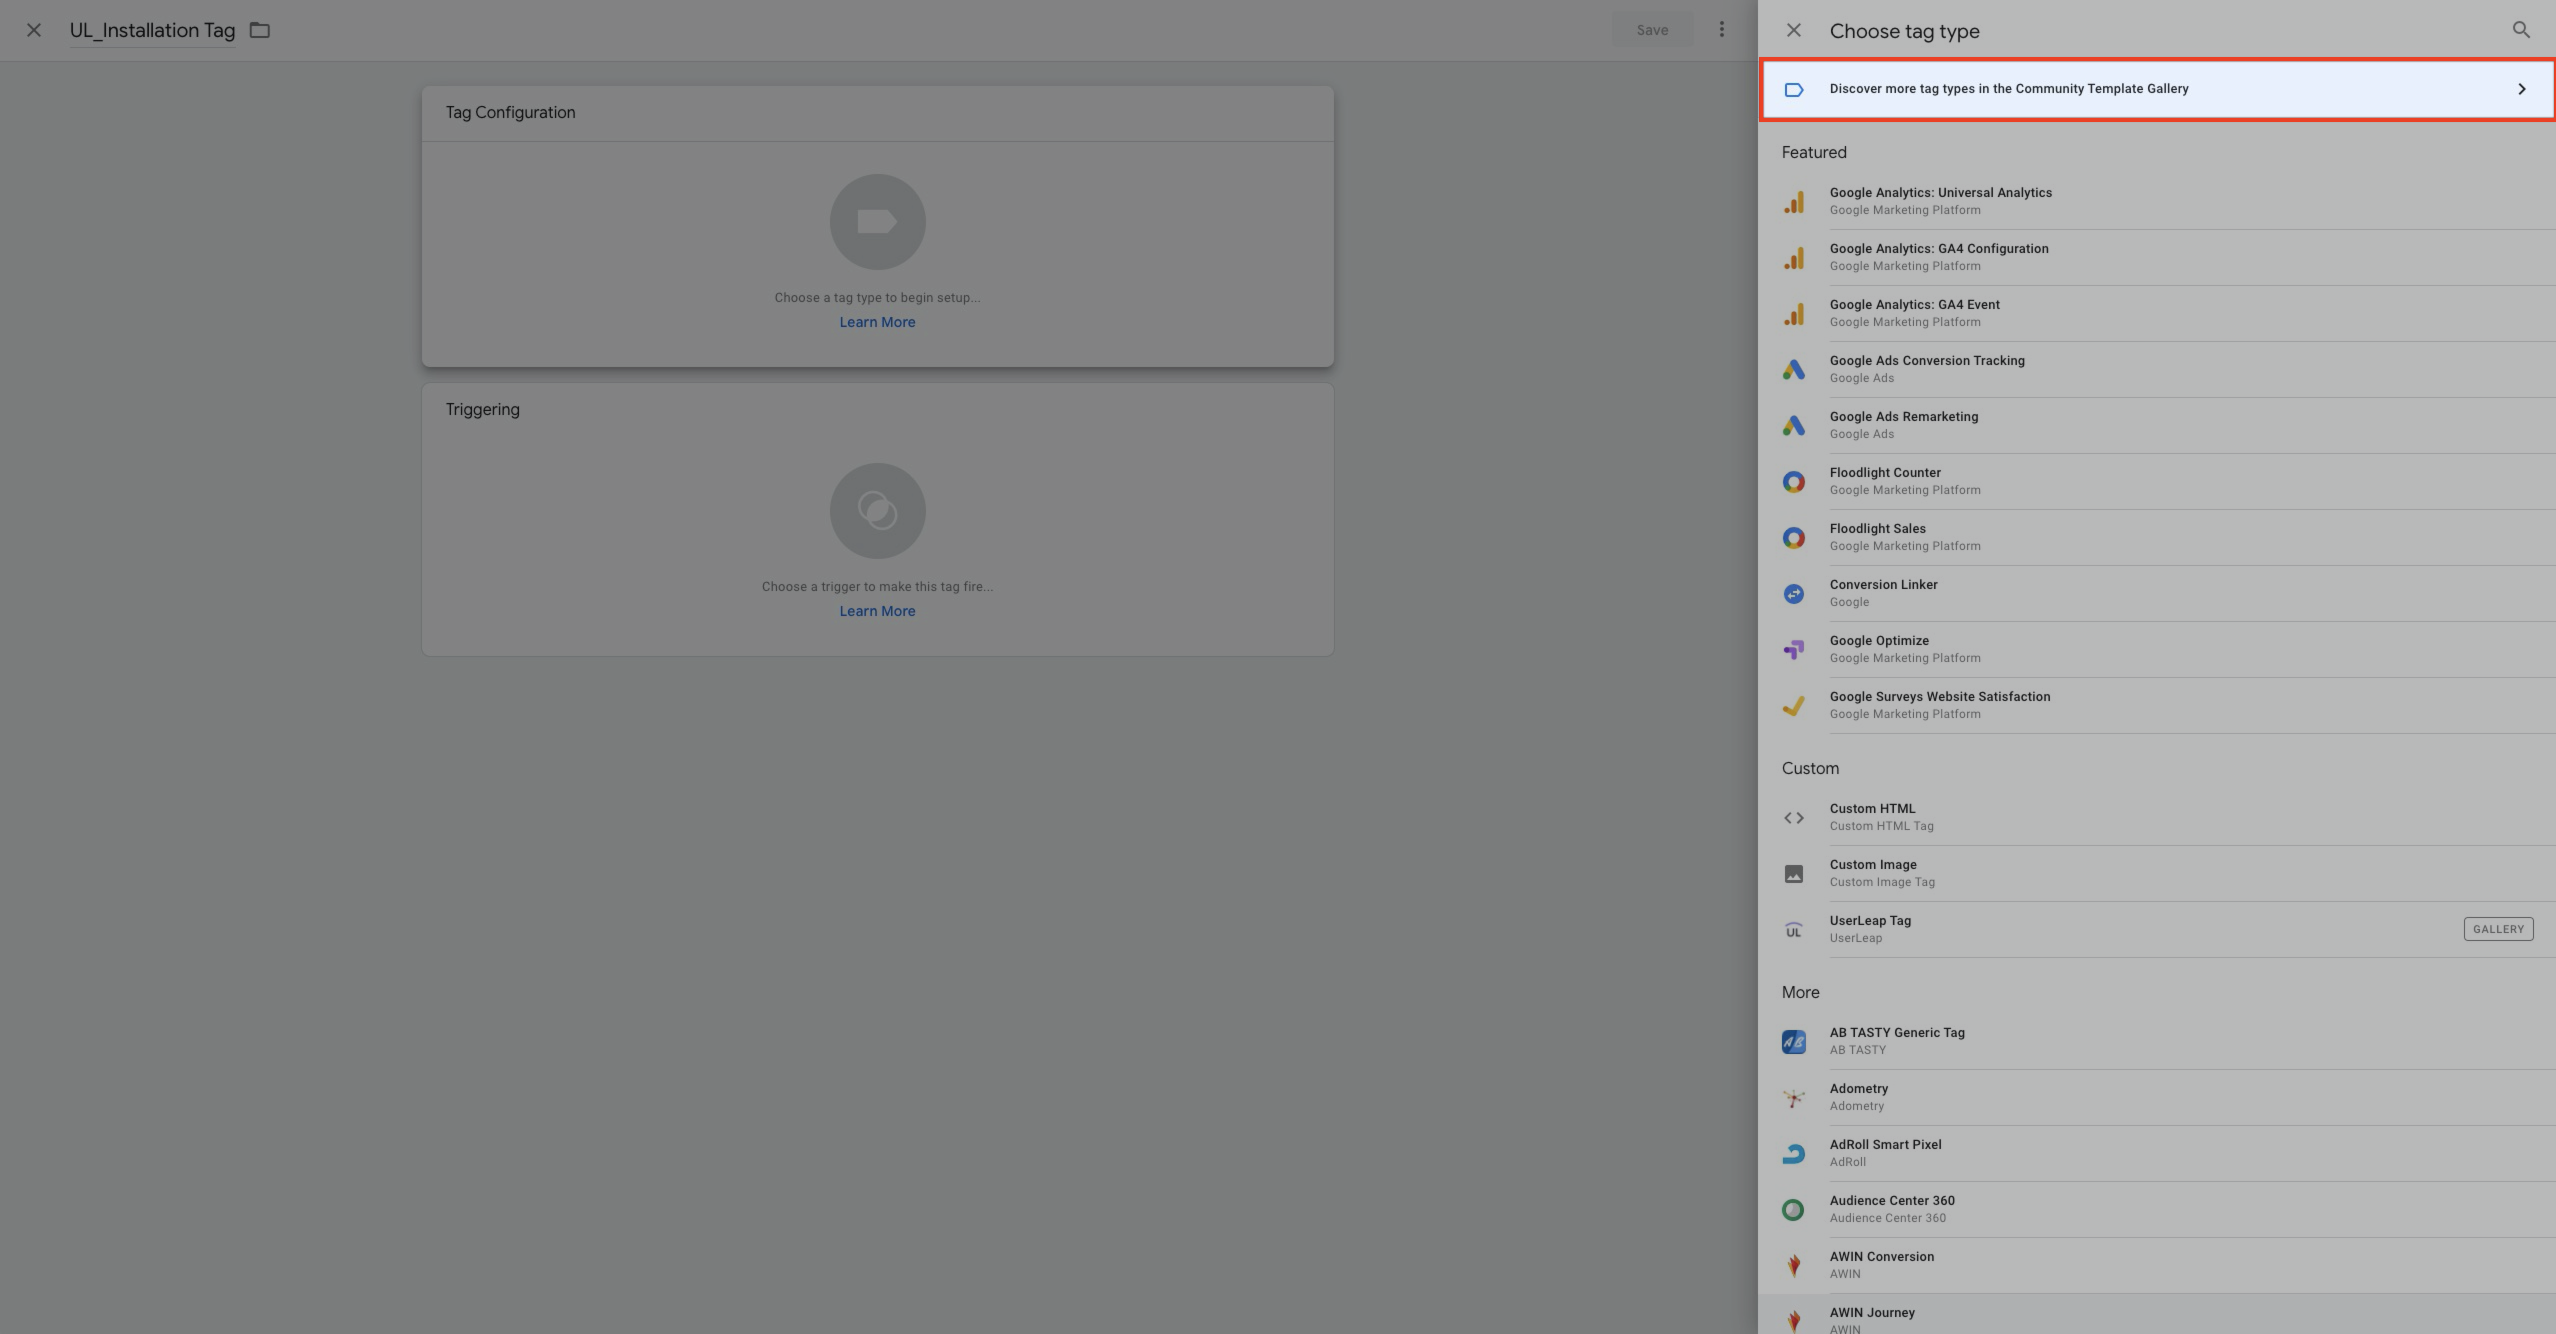 UL_Installation Tag
Save
Tag Configuration
Choose a tag type to begin setup...
Learn More
Triggering
Choose a trigger to make this tag fire...
Learn More
Choose tag type
Discover more tag types in the Community Template Gallery
Featured
Google Analytics: Universal Analytics
Google Marketing Platform
Google Analytics: GA4 Configuration
Google Marketing Platform
Google Analytics: GA4 Event
Google Marketing Platform
Google Ads Conversion Tracking
Google Ads
Google Ads Remarketing
Google Ads
Floodlight Counter
Google Marketing Platform
Floodlight Sales
Google Marketing Platform
Conversion Linker
Google
Google Optimize
Google Marketing Platform
Google Surveys Website Satisfaction
Google Marketing Platform
Custom
Custom HTML
Custom HTML Tag
Custom Image
Custom Image Tag
UL
UserLeap Tag
UserLeap
GALLERY
More
AB
AB TASTY Generic Tag
AB TASTY
Adometry
Adometry
AdRoll Smart Pixel
AdRoll
Audience Center 360
Audience Center 360
AWIN Conversion
AWIN
AWIN Journey
AWIN